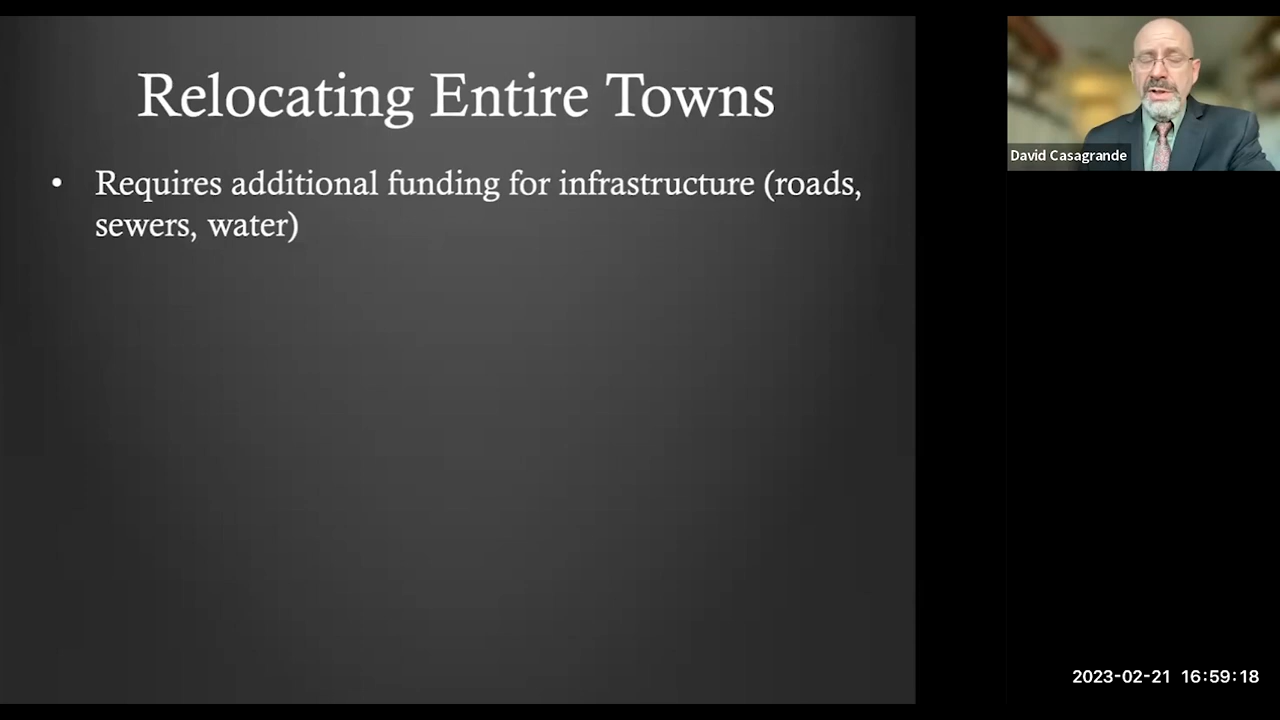 Relocating Entire Towns
• Requires additional funding for infrastructure (roads,
sewers, water)
David Casagrande
2023-02-21 16:59:18